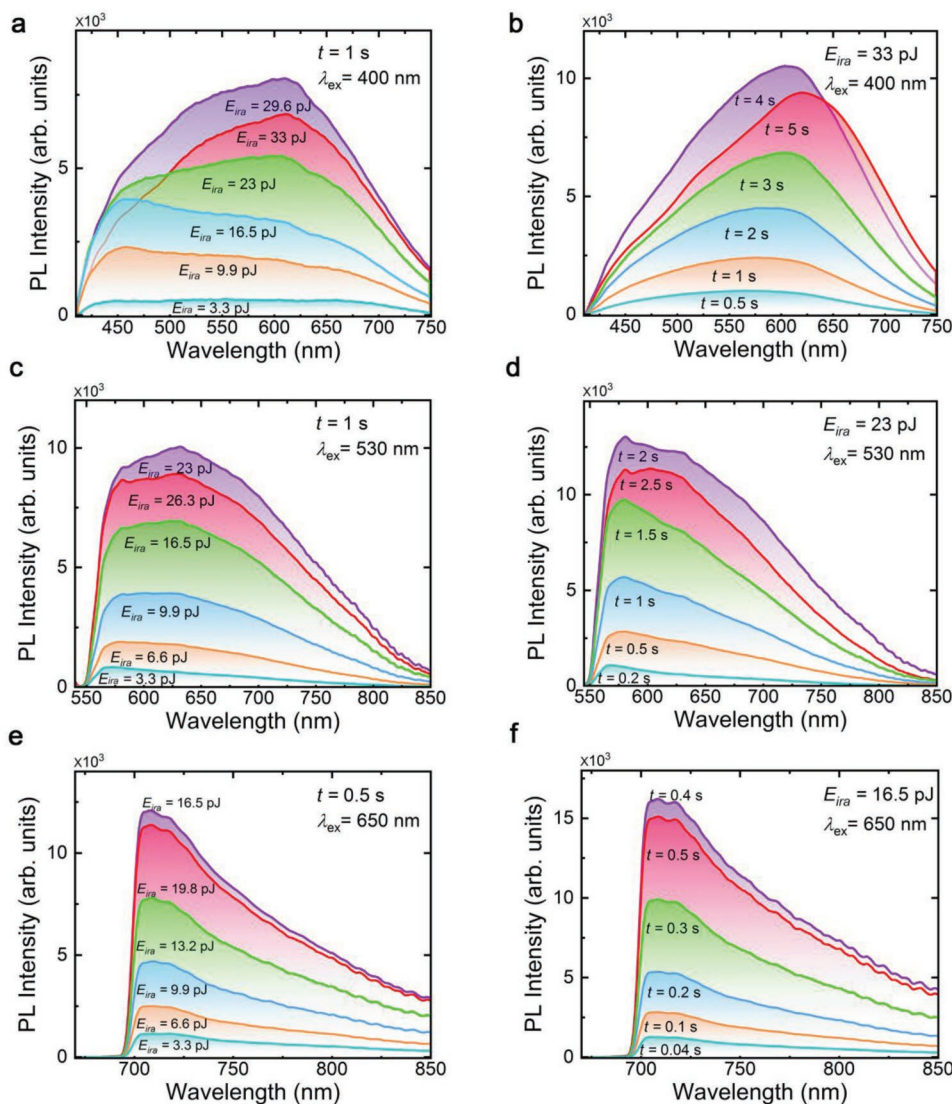 a
x10³
t = 1 s
λex= 400 nm
Eira = 29.6 pJ
Eira = 33 pJ
Eira = 23 pJ
Eira = 16.5 pJ
Eira = 9.9 pJ
Eira = 3.3 pJ
5
0
PL Intensity (arb. units)
450 500 550 600 650 700 750
Wavelength (nm)
b
x10³
Eira = 33 pJ
λex= 400 nm
t = 4 s
t = 5 s
t = 3 s
t = 2 s
t = 1 s
t = 0.5 s
10
5
0
PL Intensity (arb. units)
450 500 550 600 650 700 750
Wavelength (nm)
c
x10³
t = 1 s
λex= 530 nm
Eira = 23 pJ
Eira = 26.3 pJ
Eira = 16.5 pJ
Eira = 9.9 pJ
Eira = 6.6 pJ
Eira = 3.3 pJ
10
5
0
PL Intensity (arb. units)
550 600 650 700 750 800 850
Wavelength (nm)
d
x10³
Eira = 23 pJ
λex= 530 nm
t = 2 s
t = 2.5 s
t = 1.5 s
t = 1 s
t = 0.5 s
t = 0.2 s
10
5
0
PL Intensity (arb. units)
550 600 650 700 750 800 850
Wavelength (nm)
e
x10³
t = 0.5 s
λex= 650 nm
Eira = 16.5 pJ
Eira = 19.8 pJ
Eira = 13.2 pJ
Eira = 9.9 pJ
Eira = 6.6 pJ
Eira = 3.3 pJ
10
5
0
PL Intensity (arb. units)
700 750 800 850
Wavelength (nm)
f
x10³
Eira = 16.5 pJ
λex= 650 nm
t = 0.4 s
t = 0.5 s
t = 0.3 s
t = 0.2 s
t = 0.1 s
t = 0.04 s
15
10
5
0
PL Intensity (arb. units)
700 750 800 850
Wavelength (nm)